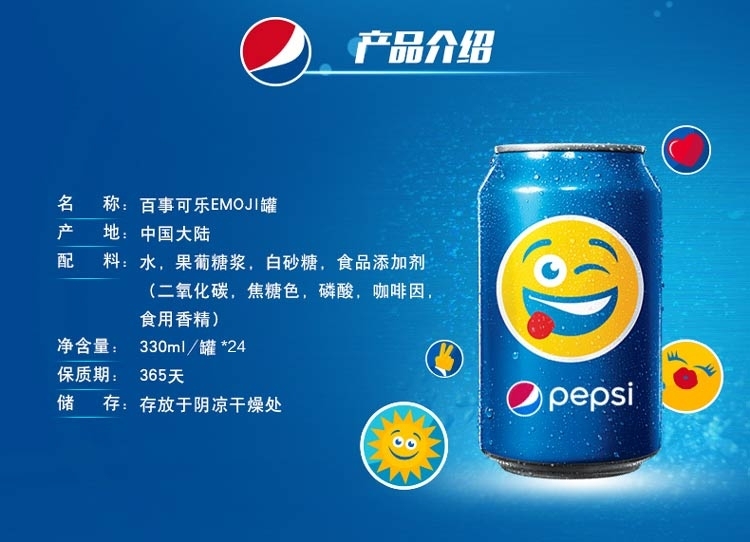 产品介绍
名 称：百事可乐EMOJI罐
产 地：中国大陆
配 料：水，果葡糖浆，白砂糖，食品添加剂
（二氧化碳，焦糖色，磷酸，咖啡因，
食用香精）
净含量：330ml/罐 *24
保质期：365天
储 存：存放于阴凉干燥处
pepsi